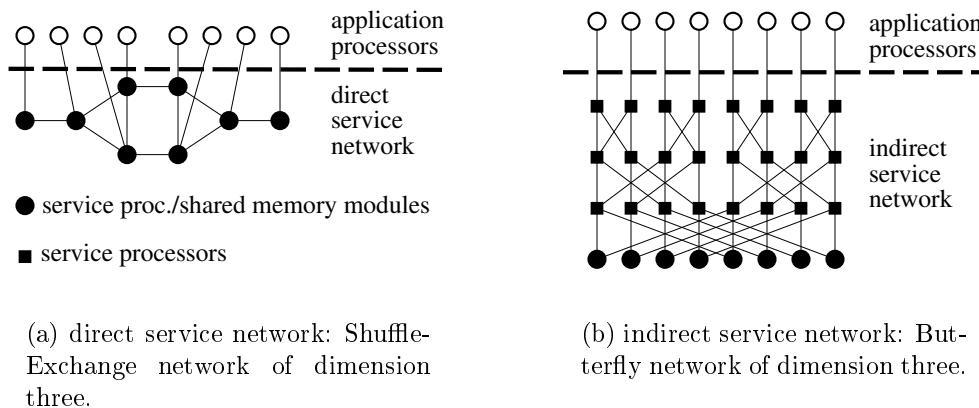 application
processors
direct
service
network
service proc./shared memory modules
service processors
(a) direct service network: Shuffle-
Exchange network of dimension
three.
application
processors
indirect
service
network
(b) indirect service network: But-
terfly network of dimension three.